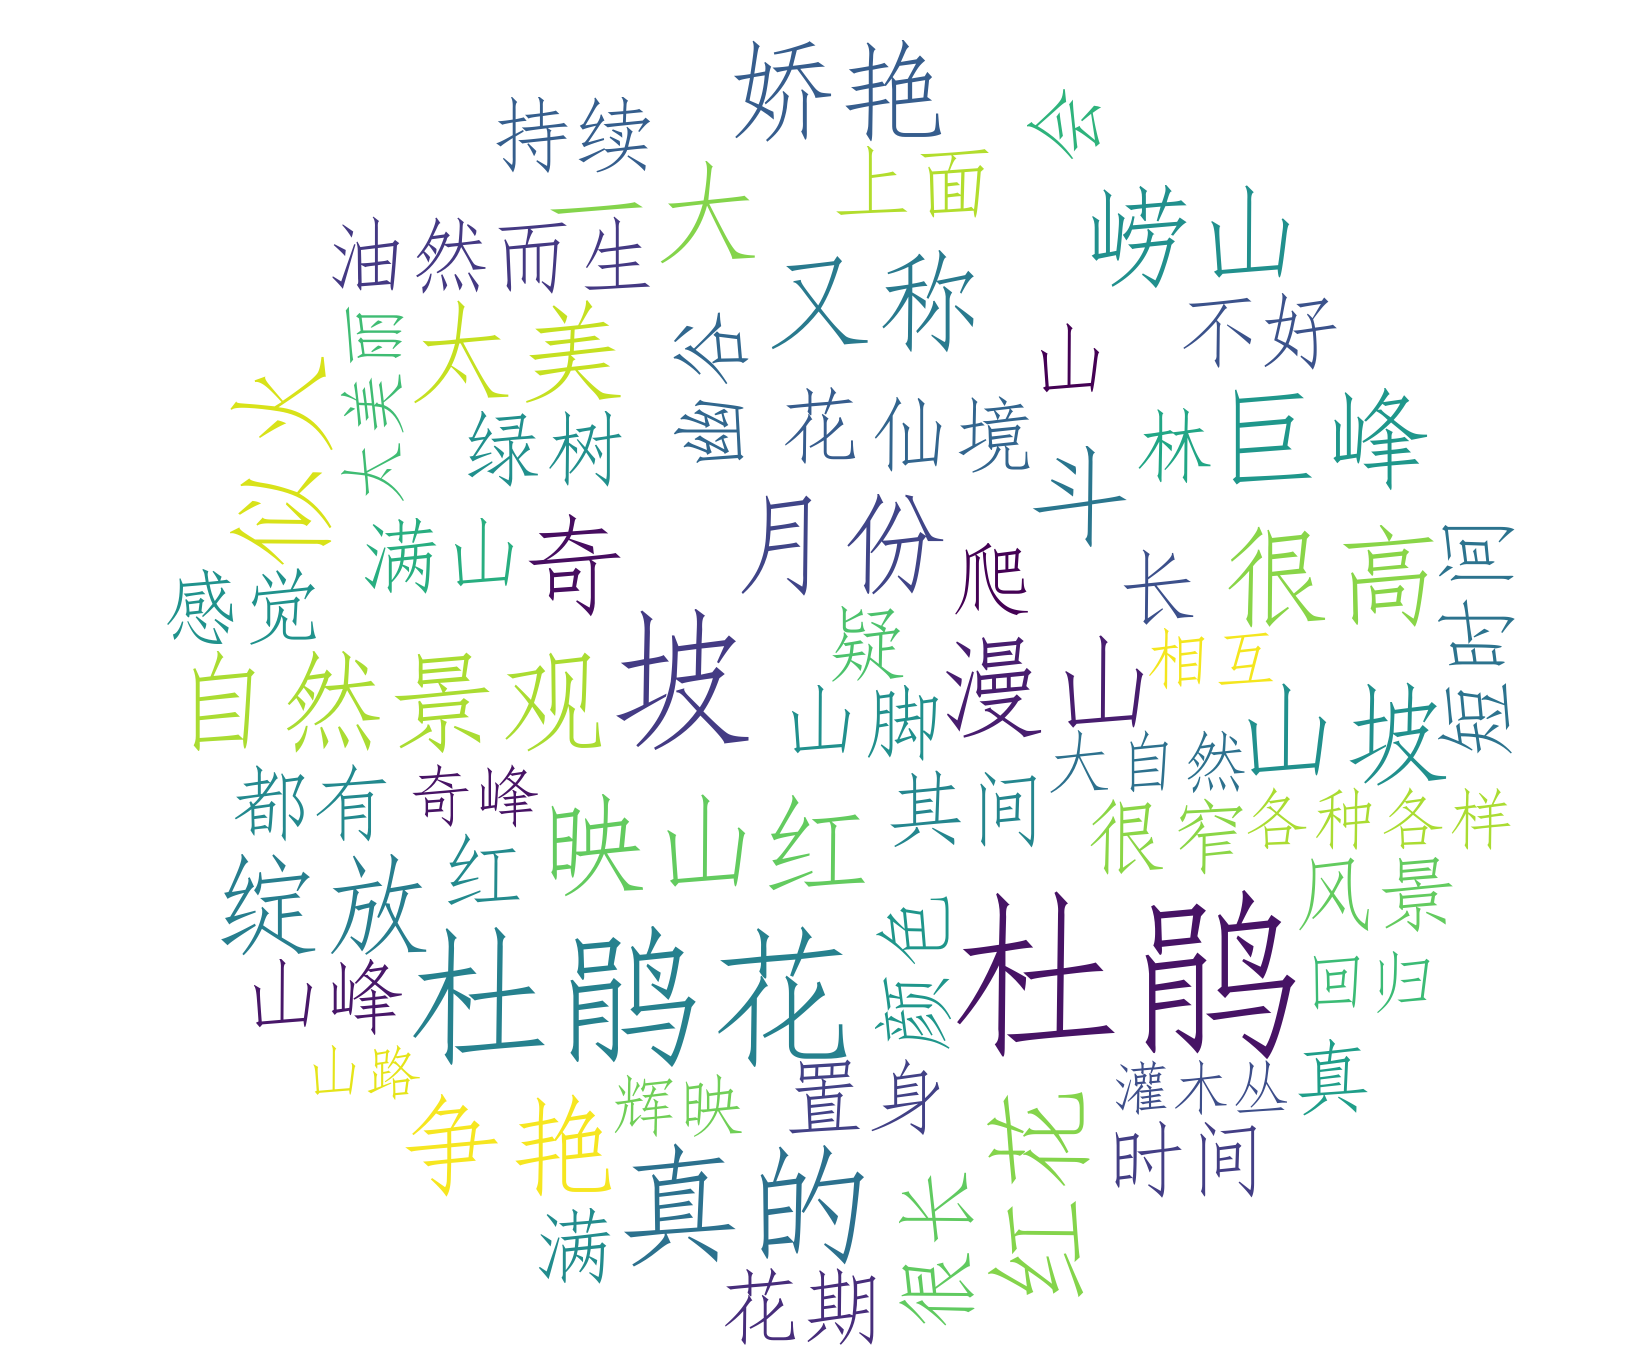 娇艳
持续
会
上面
一大
崂山
油然而生
又称
不好
太美
太美丽
幽谷
山
似火
绿树
花仙境
林
巨峰
斗
月份
满山
奇
爬
长
很高
短时间
感觉
疑
坡
漫山
相互
自然景观
山脚
山坡
大自然
都有
奇峰
映山红
其间
很窄
各种各样
绽放
红
风景
杜鹃花
颜色
杜鹃
山峰
回归
山路
辉映
置身
灌木丛
真
争艳
真的
红花
时间
很长
满
花期